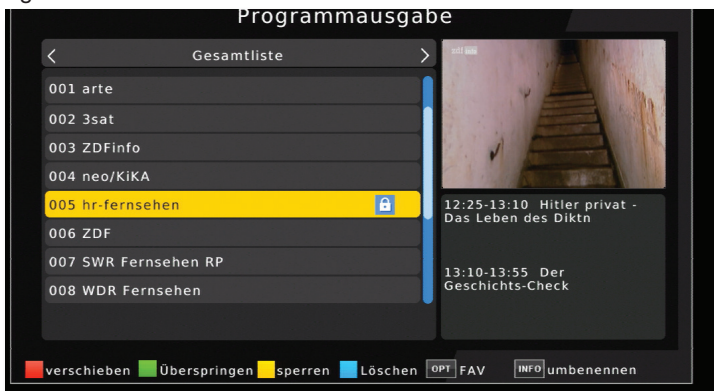 Programmausgabe
Gesamtliste
001 arte
002 3sat
003 ZDFinfo
004 neo/KiKA
005 hr-fernsehen
006 ZDF
007 SWR Fernsehen RP
008 WDR Fernsehen
12:25-13:10 Hitler privat -
Das Leben des Diktn
13:10-13:55 Der
Geschichts-Check
verschieben Überspringen sperren Löschen OPT FAV INFO umbenennen